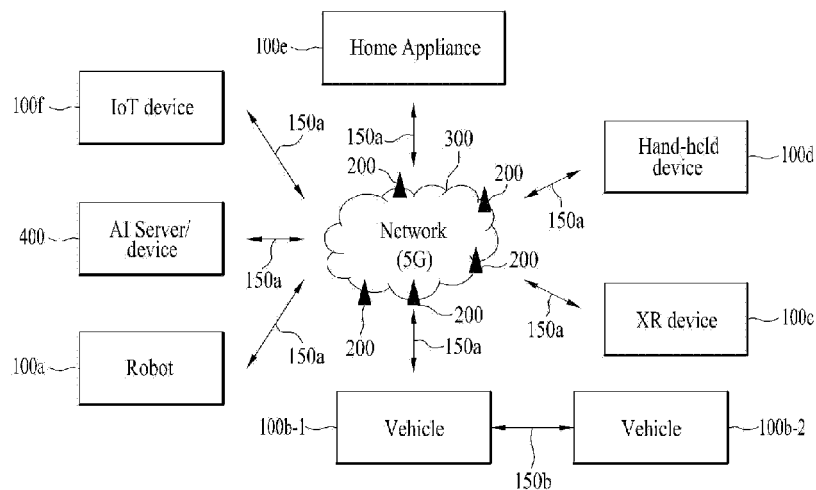 100e
Home Appliance
100f
IoT device
150a
150a
300
200
200
Hand-held
device
100d
150a
400
AI Server/
device
150a
Network
(5G)
200
150a
XR device
100c
150a
200
200
150a
100a
Robot
100b-1
Vehicle
150b
Vehicle
100b-2